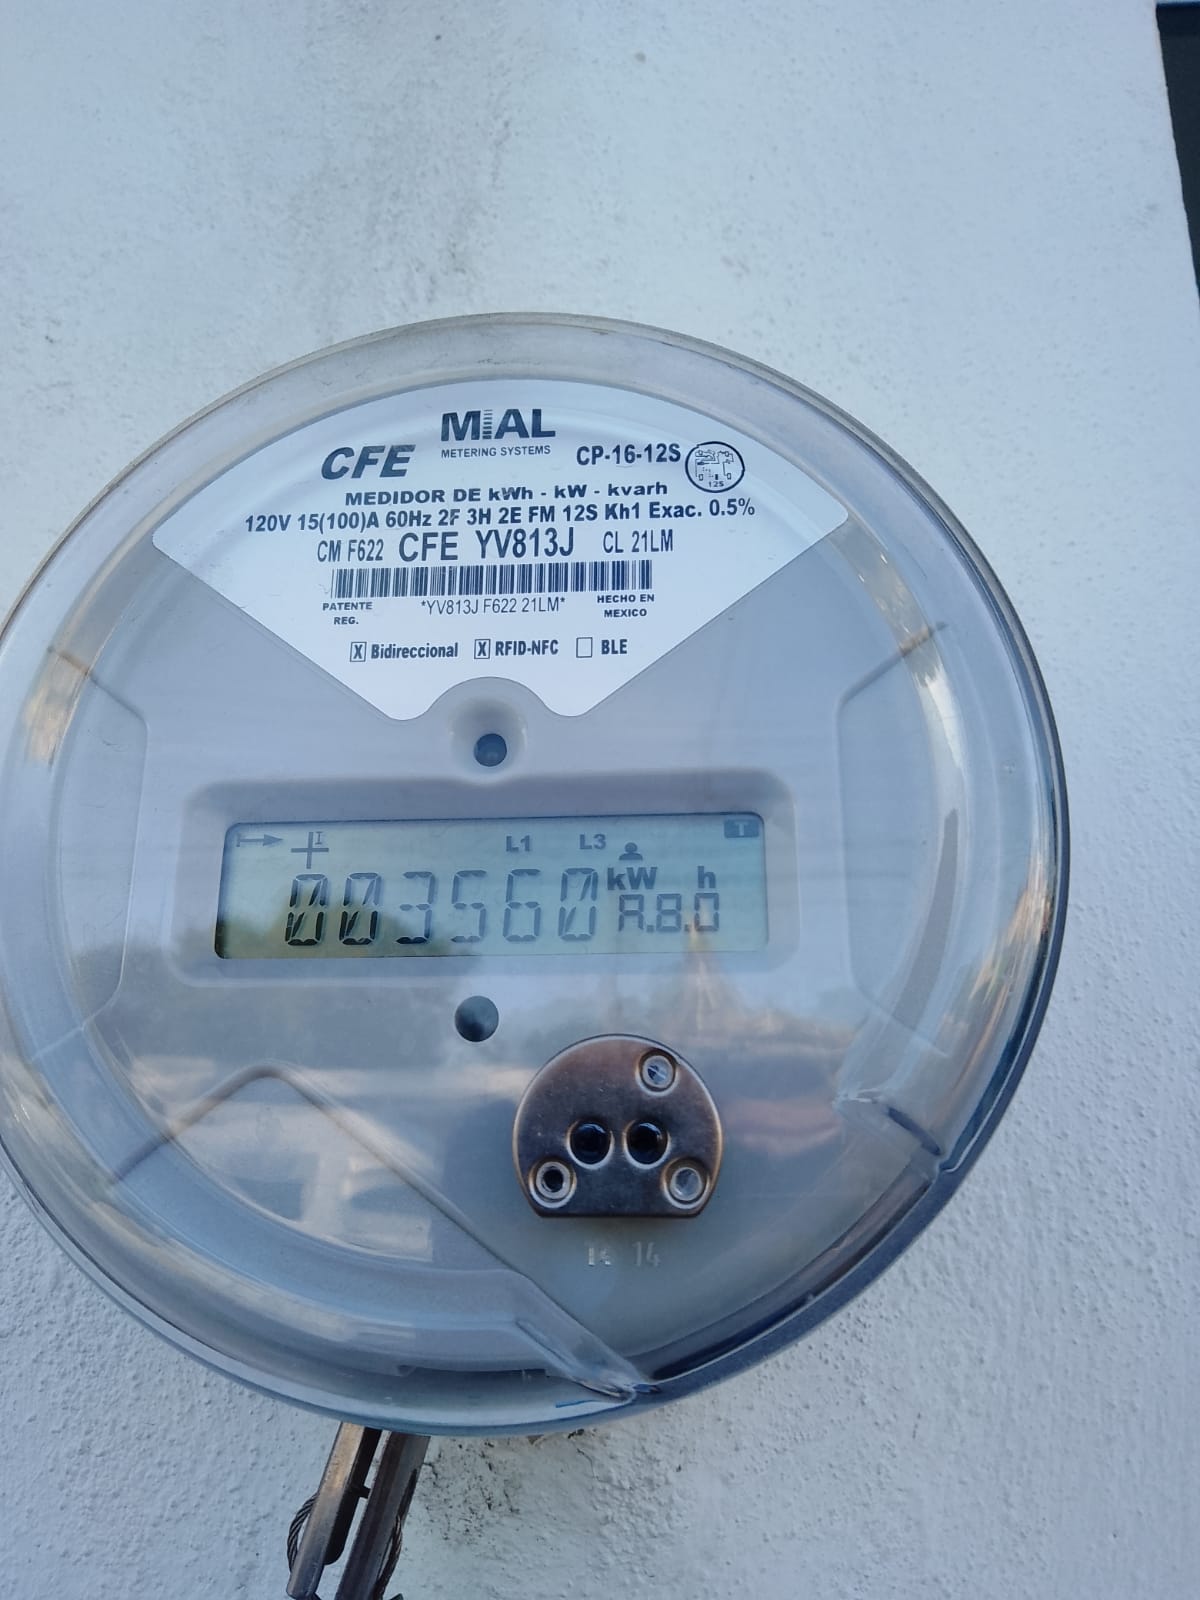 MIAL
METERING SYSTEMS
CFE
CP-16-12S
12S
MEDIDOR DE kWh - kW - kvarh
120V 15(100)A 60Hz 2F 3H 2E FM 12S Kh1 Exac. 0.5%
CM F622 CFE YV813J CL 21LM
PATENTE REG.
*YV813J F622 21LM*
HECHO EN MEXICO
X Bidireccional X RFID-NFC BLE
L1 L3 T
003560 kW h
A.8.0
14